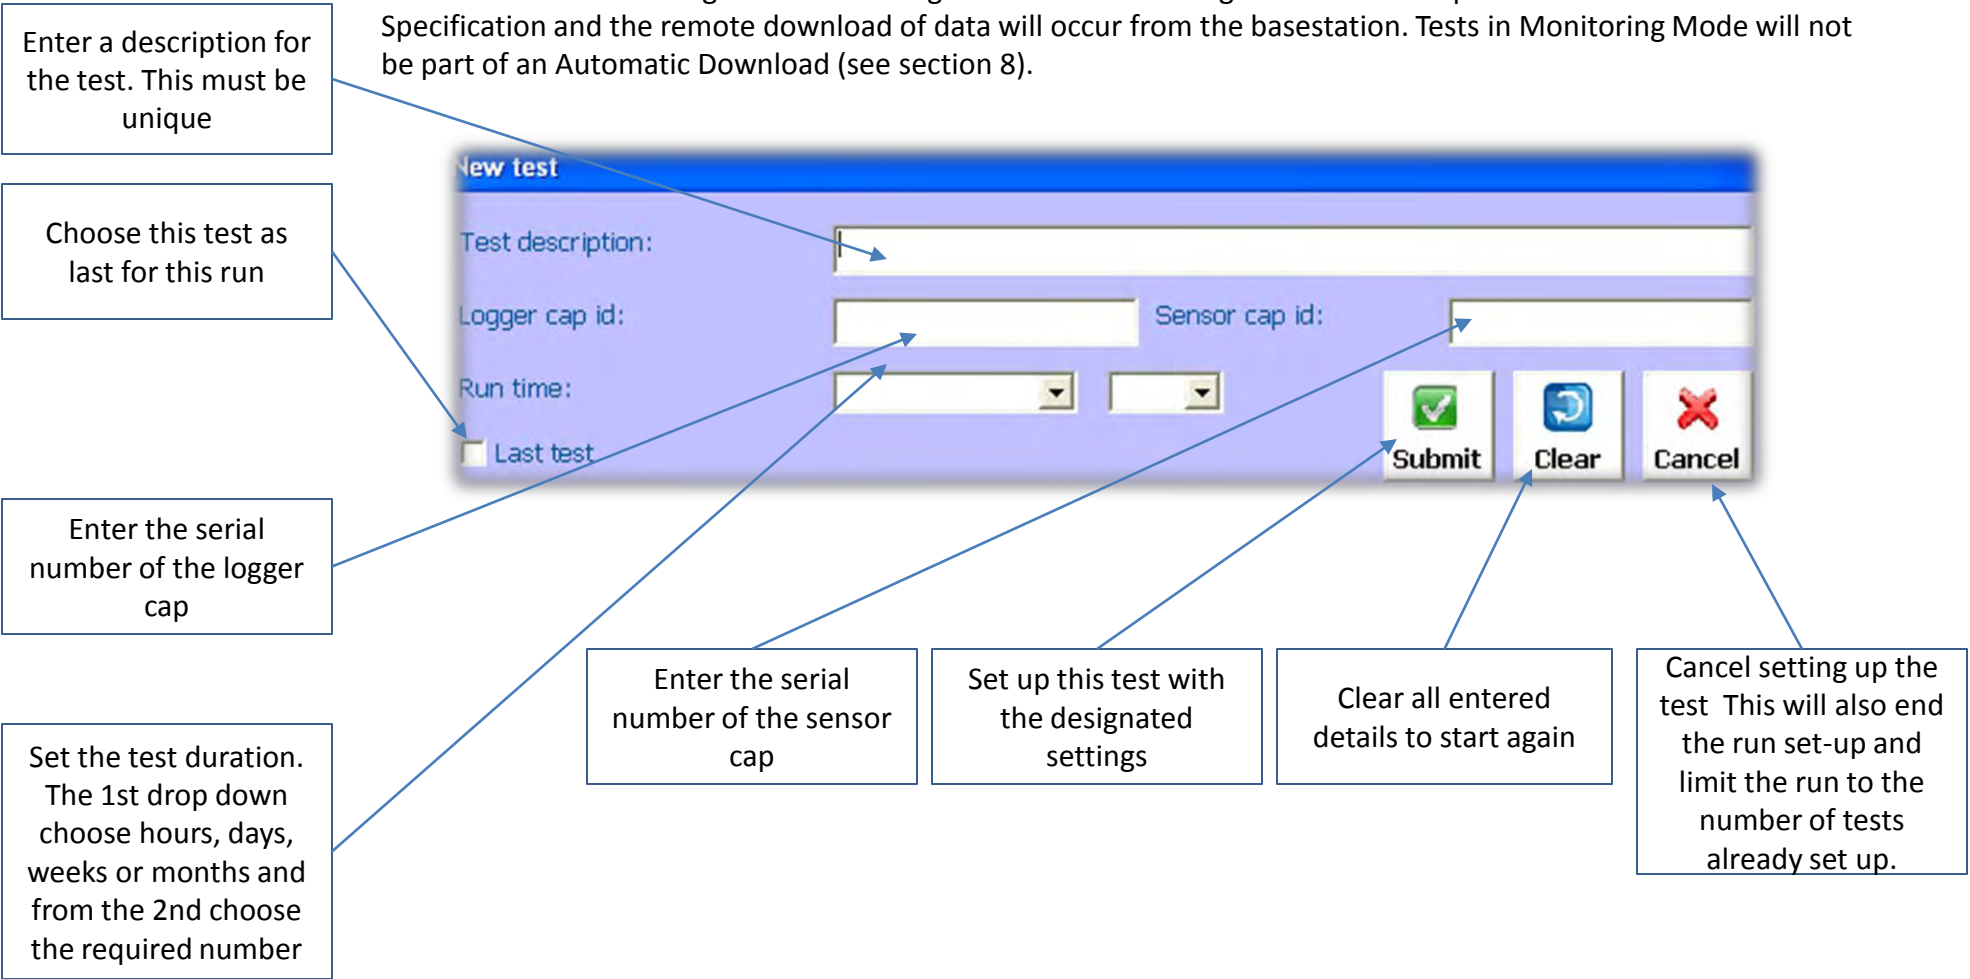 Specification and the remote download of data will occur from the basestation. Tests in Monitoring Mode will not
be part of an Automatic Download (see section 8).
Enter a description for
the test. This must be
unique
New test
Test description:
Choose this test as
last for this run
Logger cap id:
Sensor cap id:
Run time:
Last test
Submit
Clear
Cancel
Enter the serial
number of the logger
cap
Enter the serial
number of the sensor
cap
Set up this test with
the designated
settings
Clear all entered
details to start again
Cancel setting up the
test  This will also end
the run set-up and
limit the run to the
number of tests
already set up.
Set the test duration.
The 1st drop down
choose hours, days,
weeks or months and
from the 2nd choose
the required number